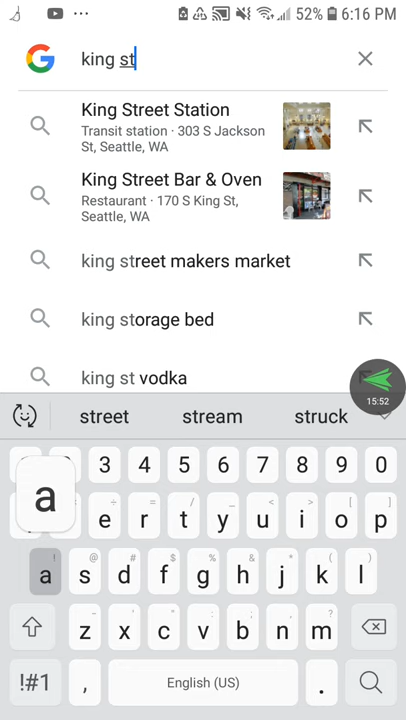 52% 6:16 PM
king st
King Street Station
Transit station · 303 S Jackson
St, Seattle, WA
King Street Bar & Oven
Restaurant · 170 S King St,
Seattle, WA
king street makers market
king storage bed
king st vodka
15:52
street stream struck
3 4 5 6 7 8 9 0
a
÷ = / _ < > [ ]
e r t y u i o p
! @ # $ % & * ( )
a s d f g h j k l
- ' " : ; , ?
z x c v b n m
!#1 , English (US) .